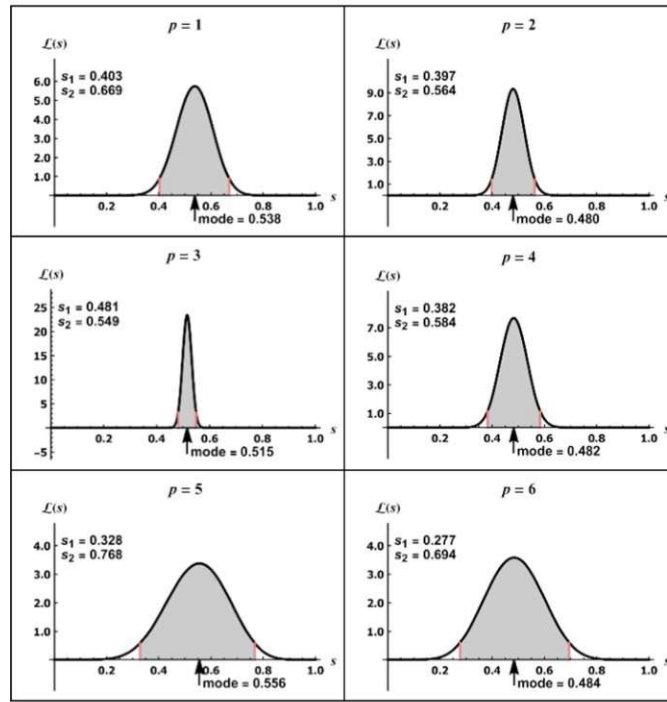 p = 1
ℒ(s)
s1 = 0.403
s2 = 0.669
6.0
5.0
4.0
3.0
2.0
1.0
0.2 0.4 0.6 0.8 1.0 s
mode = 0.538
p = 2
ℒ(s)
s1 = 0.397
s2 = 0.564
9.0
7.0
5.0
3.0
1.0
0.2 0.4 0.6 0.8 1.0 s
mode = 0.480
p = 3
ℒ(s)
s1 = 0.481
s2 = 0.549
25
20
15
10
5
0.2 0.4 0.6 0.8 1.0 s
-5
mode = 0.515
p = 4
ℒ(s)
s1 = 0.382
s2 = 0.584
7.0
5.0
3.0
1.0
0.2 0.4 0.6 0.8 1.0 s
mode = 0.482
p = 5
ℒ(s)
s1 = 0.328
s2 = 0.768
4.0
3.0
2.0
1.0
0.2 0.4 0.6 0.8 1.0 s
mode = 0.556
p = 6
ℒ(s)
s1 = 0.277
s2 = 0.694
4.0
3.0
2.0
1.0
0.2 0.4 0.6 0.8 1.0 s
mode = 0.484